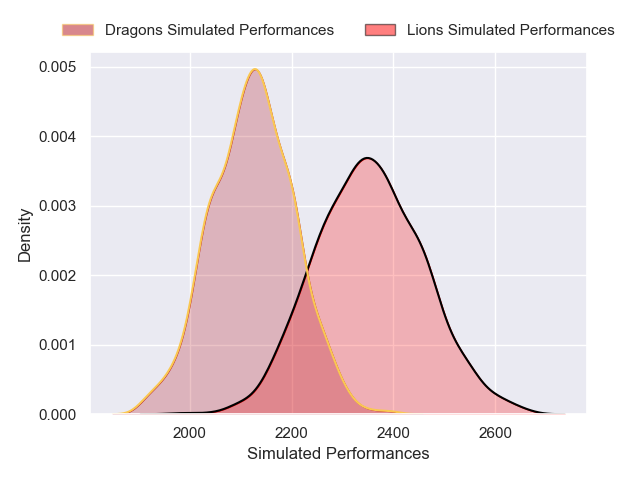 Dragons Simulated Performances
Lions Simulated Performances
0.005
0.004
0.003
0.002
0.001
0.000
Density
2000
2200
2400
2600
Simulated Performances